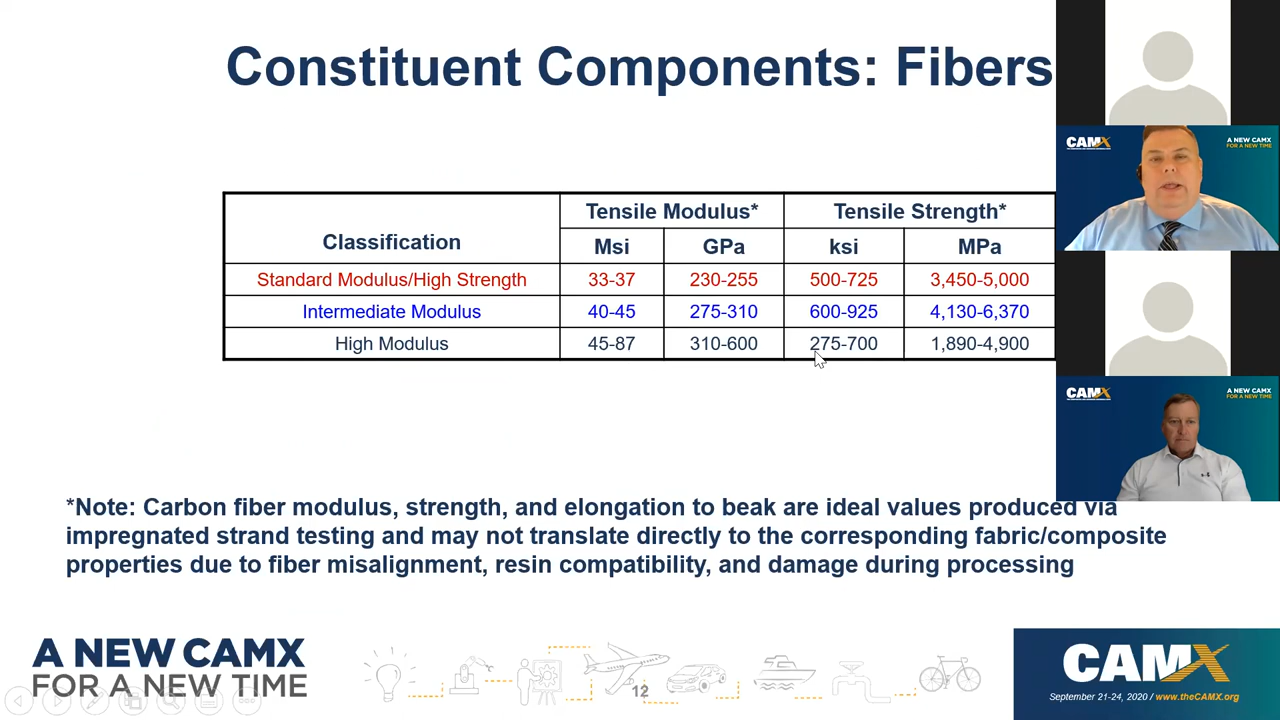 Constituent Components: Fibers
CAMX
A NEW CAMX
FOR A NEW TIME
Classification
Tensile Modulus* Tensile Strength*
Msi GPa ksi MPa
Standard Modulus/High Strength 33-37 230-255 500-725 3,450-5,000
Intermediate Modulus 40-45 275-310 600-925 4,130-6,370
High Modulus 45-87 310-600 275-700 1,890-4,900
CAMX
A NEW CAMX
FOR A NEW TIME
*Note: Carbon fiber modulus, strength, and elongation to beak are ideal values produced via
impregnated strand testing and may not translate directly to the corresponding fabric/composite
properties due to fiber misalignment, resin compatibility, and damage during processing
A NEW CAMX
FOR A NEW TIME
12
CAMX
September 21-24, 2020 / www.theCAMX.org